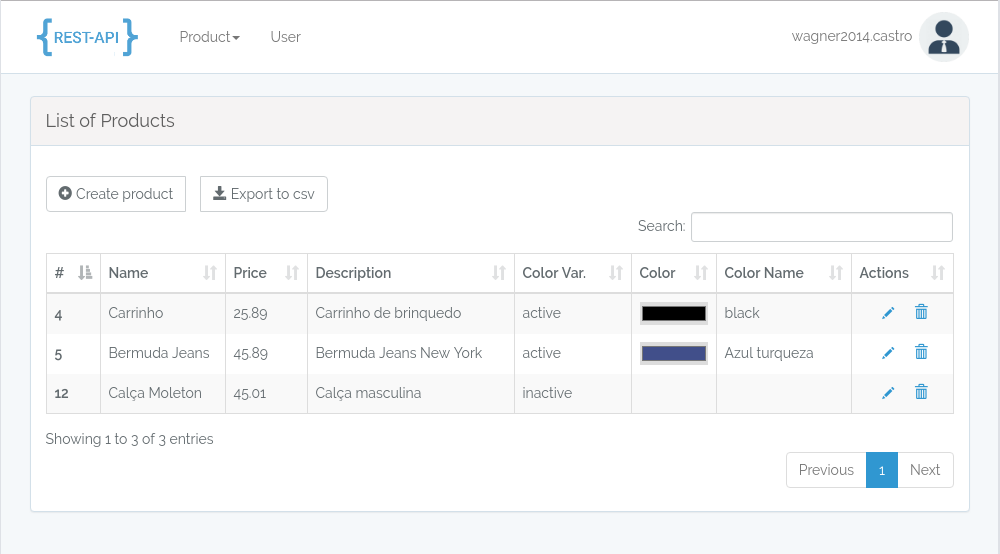 {REST-API} Product User wagner2014.castro
List of Products
Create product Export to csv
Search:
# Name Price Description Color Var. Color Color Name Actions
4 Carrinho 25.89 Carrinho de brinquedo active black
5 Bermuda Jeans 45.89 Bermuda Jeans New York active Azul turqueza
12 Calça Moleton 45.01 Calça masculina inactive
Showing 1 to 3 of 3 entries
Previous 1 Next